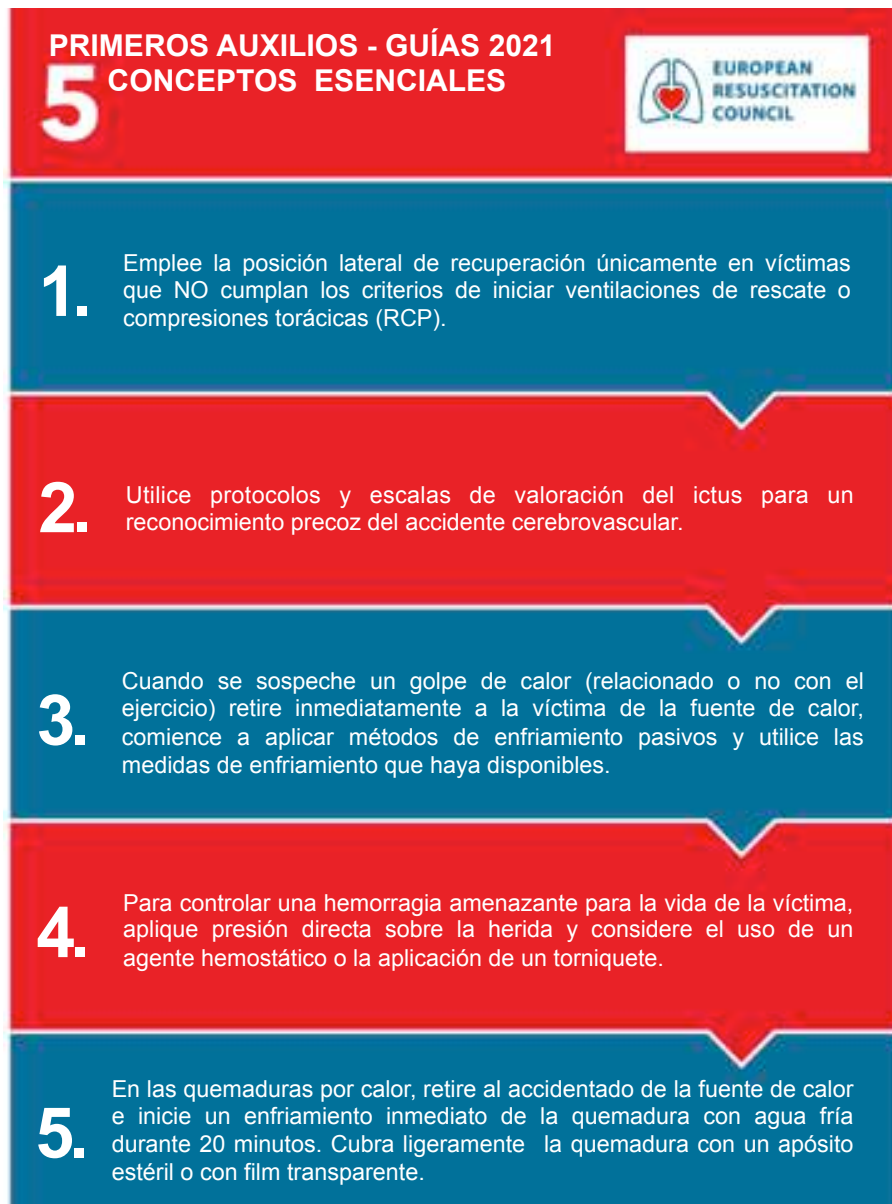 PRIMEROS AUXILIOS - GUÍAS 2021
5 CONCEPTOS ESENCIALES
EUROPEAN
RESUSCITATION
COUNCIL
1.
Emplee la posición lateral de recuperación únicamente en víctimas
que NO cumplan los criterios de iniciar ventilaciones de rescate o
compresiones torácicas (RCP).
2.
Utilice protocolos y escalas de valoración del ictus para un
reconocimiento precoz del accidente cerebrovascular.
3.
Cuando se sospeche un golpe de calor (relacionado o no con el
ejercicio) retire inmediatamente a la víctima de la fuente de calor,
comience a aplicar métodos de enfriamiento pasivos y utilice las
medidas de enfriamiento que haya disponibles.
4.
Para controlar una hemorragia amenazante para la vida de la víctima,
aplique presión directa sobre la herida y considere el uso de un
agente hemostático o la aplicación de un torniquete.
5.
En las quemaduras por calor, retire al accidentado de la fuente de calor
e inicie un enfriamiento inmediato de la quemadura con agua fría
durante 20 minutos. Cubra ligeramente la quemadura con un apósito
estéril o con film transparente.